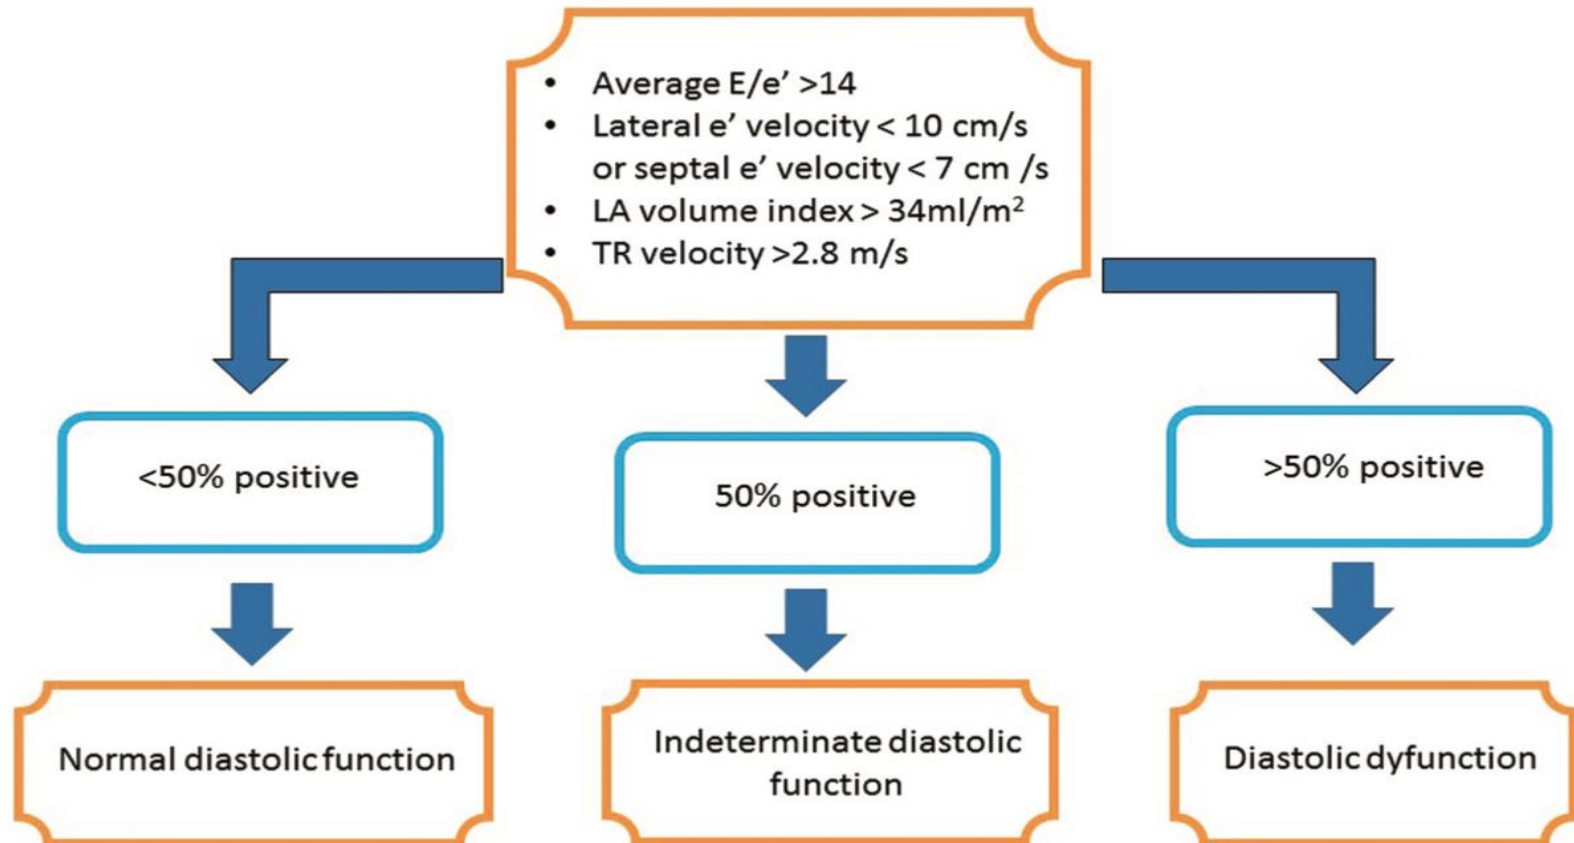 • Average E/e’ >14
• Lateral e’ velocity < 10 cm/s
or septal e’ velocity < 7 cm /s
• LA volume index > 34ml/m²
• TR velocity >2.8 m/s
<50% positive
50% positive
>50% positive
Normal diastolic function
Indeterminate diastolic
function
Diastolic dyfunction